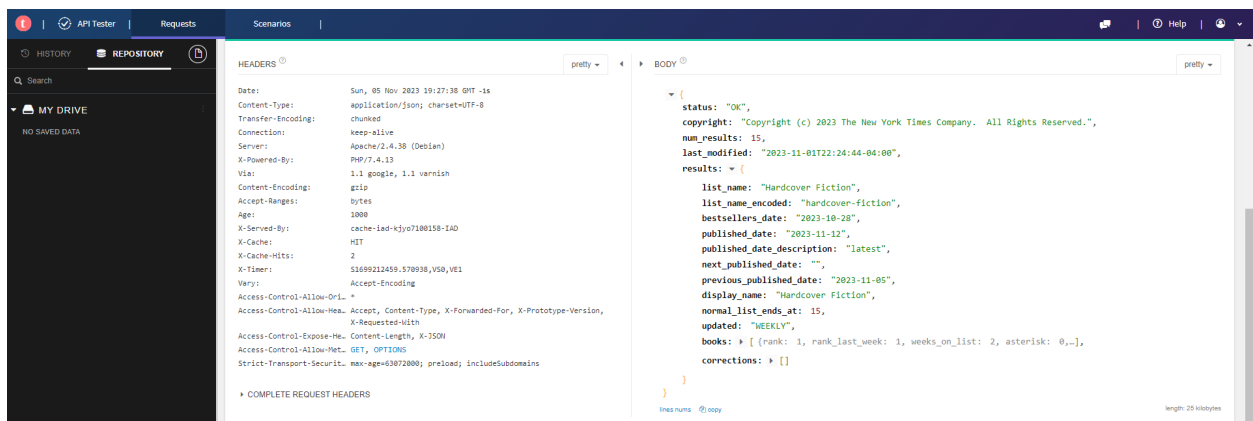 t | API Tester | Requests Scenarios | | Help |
HISTORY REPOSITORY
Search
MY DRIVE
NO SAVED DATA
HEADERS pretty
Date: Sun, 05 Nov 2023 19:27:38 GMT -1s
Content-Type: application/json; charset=UTF-8
Transfer-Encoding: chunked
Connection: keep-alive
Server: Apache/2.4.38 (Debian)
X-Powered-By: PHP/7.4.13
Via: 1.1 google, 1.1 varnish
Content-Encoding: gzip
Accept-Ranges: bytes
Age: 1000
X-Served-By: cache-iad-kjyo7100158-IAD
X-Cache: HIT
X-Cache-Hits: 2
X-Timer: S1699212459.570938,VS0,VE1
Vary: Accept-Encoding
Access-Control-Allow-Ori… *
Access-Control-Allow-Hea… Accept, Content-Type, X-Forwarded-For, X-Prototype-Version,
X-Requested-With
Access-Control-Expose-He… Content-Length, X-JSON
Access-Control-Allow-Met… GET, OPTIONS
Strict-Transport-Securit… max-age=63072000; preload; includeSubdomains
COMPLETE REQUEST HEADERS
BODY pretty
{
status: "OK",
copyright: "Copyright (c) 2023 The New York Times Company.  All Rights Reserved.",
num_results: 15,
last_modified: "2023-11-01T22:24:44-04:00",
results: {
list_name: "Hardcover Fiction",
list_name_encoded: "hardcover-fiction",
bestsellers_date: "2023-10-28",
published_date: "2023-11-12",
published_date_description: "latest",
next_published_date: "",
previous_published_date: "2023-11-05",
display_name: "Hardcover Fiction",
normal_list_ends_at: 15,
updated: "WEEKLY",
books: [ {rank: 1, rank_last_week: 1, weeks_on_list: 2, asterisk: 0,…],
corrections: []
}
}
lines nums copy length: 25 kilobytes